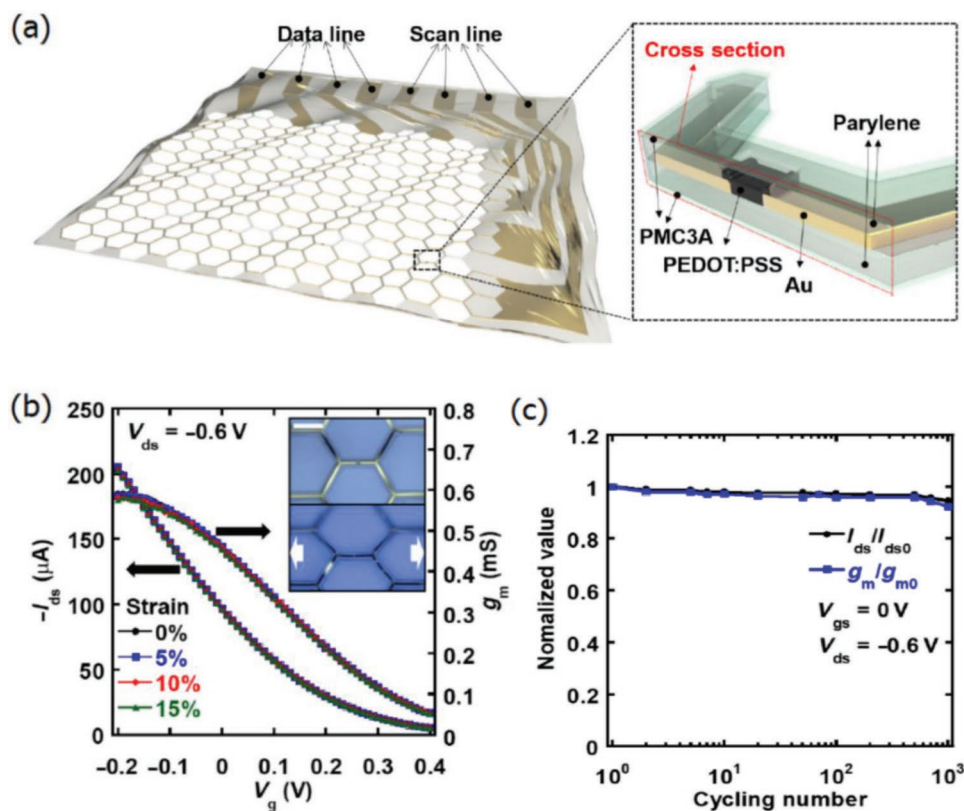 (a)
Data line
Scan line
Cross section
Parylene
PMC3A
PEDOT:PSS
Au
(b)
250
200
150
100
50
0
−I_ds (μA)
V_ds = −0.6 V
Strain
0%
5%
10%
15%
0.8
0.7
0.6
0.5
0.4
0.3
0.2
0.1
0
g_m (mS)
−0.2 −0.1 0 0.1 0.2 0.3 0.4
V_g (V)
(c)
1.2
1
0.8
0.6
0.4
0.2
0
Nomalized value
I_ds/I_ds0
g_m/g_m0
V_gs = 0 V
V_ds = −0.6 V
10^0 10^1 10^2 10^3
Cycling number